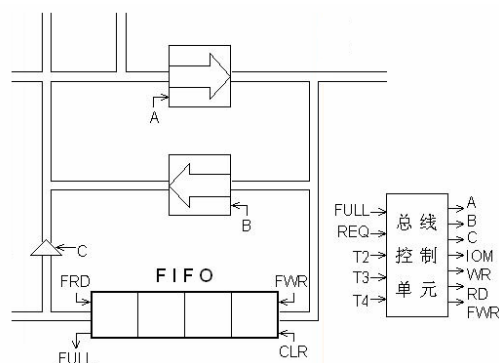 A
B
C
FIFO
FRD
FWR
FULL
CLR
FULL
REQ
T2
T3
T4
总线
控制
单元
A
B
C
IOM
WR
RD
FWR